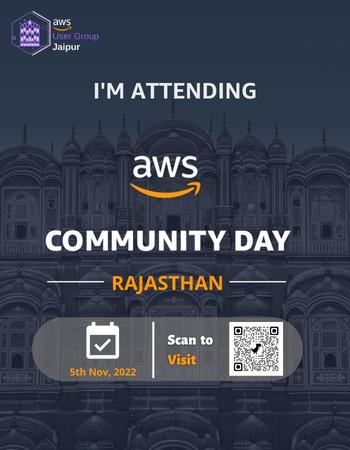 aws
User Group
Jaipur
I'M ATTENDING
aws
COMMUNITY DAY
RAJASTHAN
Scan to
Visit
5th Nov, 2022